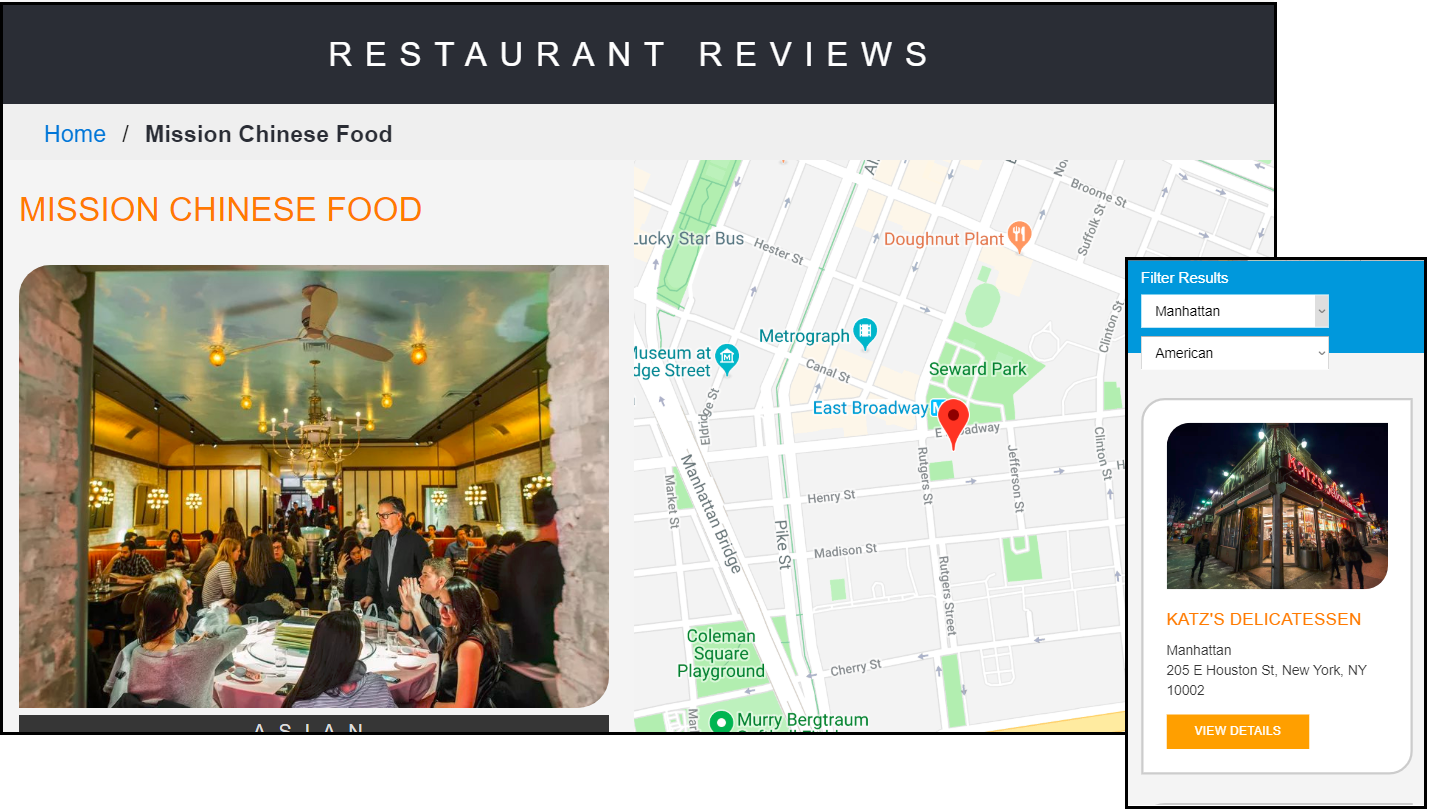 RESTAURANT REVIEWS
Home / Mission Chinese Food
MISSION CHINESE FOOD
ASIAN
Broome St
Suffolk St
Lucky Star Bus
Hester St
Doughnut Plant
Clinton St
Metrograph
Museum at
dge Street
Canal St
Seward Park
East Broadway
Eldridge St
Rutgers St
Jefferson St
Clinton St
Market St
Manhattan Bridge
Henry St
Pike St
Madison St
Rutgers Street
Coleman
Square
Playground
Cherry St
Murry Bergtraum
Filter Results
Manhattan
American
KATZ'S
KATZ'S DELICATESSEN
Manhattan
205 E Houston St, New York, NY
10002
VIEW DETAILS